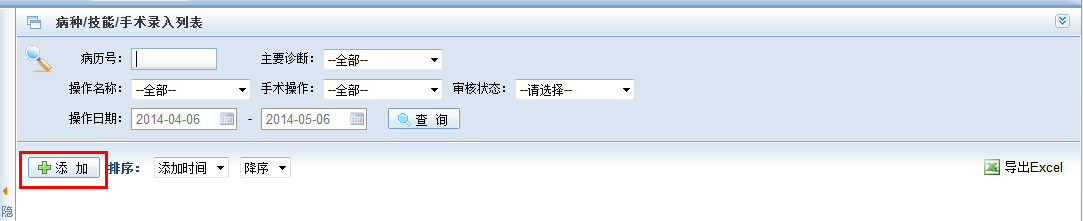 病种/技能/手术录入列表
病历号： 主要诊断： --全部--
操作名称： --全部-- 手术操作： --全部-- 审核状态： --请选择--
操作日期： 2014-04-06 - 2014-05-06 查 询
添 加 排序： 添加时间 降序 导出Excel
隐